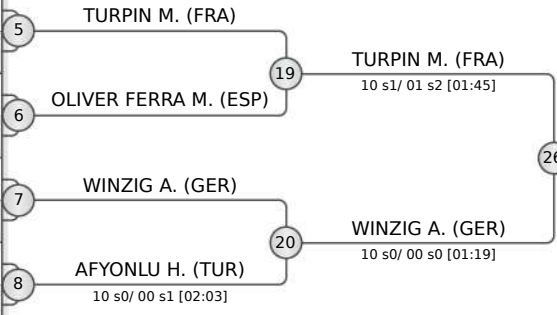 5
TURPIN M. (FRA)
19
TURPIN M. (FRA)
10 s1/ 01 s2 [01:45]
6
OLIVER FERRA M. (ESP)
26
7
WINZIG A. (GER)
20
WINZIG A. (GER)
10 s0/ 00 s0 [01:19]
8
AFYONLU H. (TUR)
10 s0/ 00 s1 [02:03]